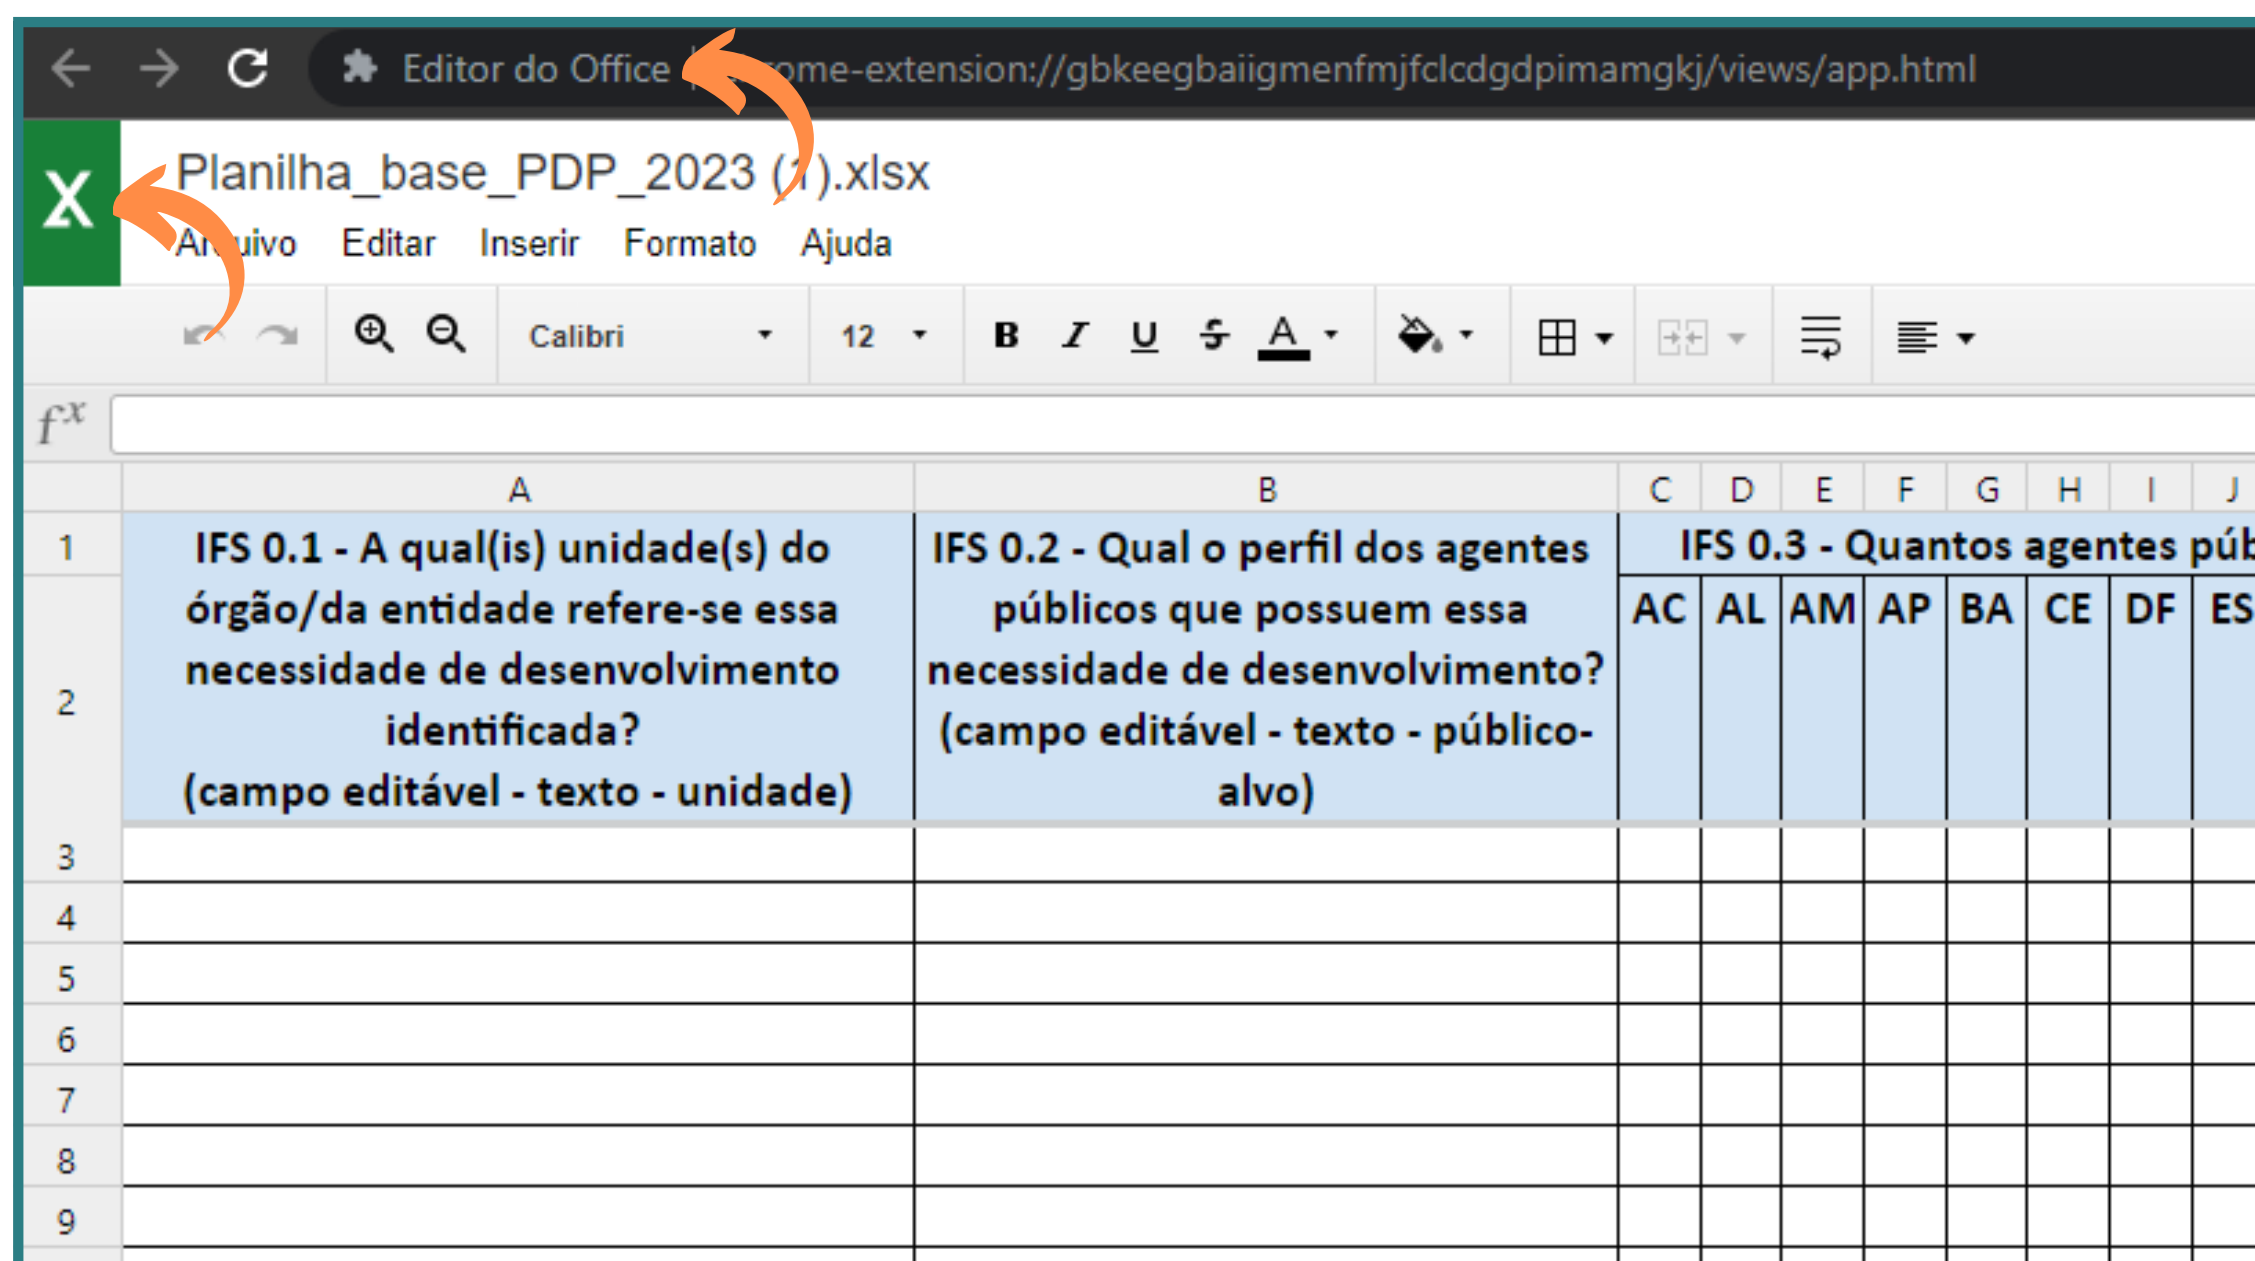 Editor do Office | chrome-extension://gbkeegbaiigmenfmjfclcdgdpimamgkj/views/app.html
X
Planilha_base_PDP_2023 (1).xlsx
Arquivo Editar Inserir Formato Ajuda
Calibri 12 B I U S A
fx
A B C D E F G H I J
1 IFS 0.1 - A qual(is) unidade(s) do
órgão/da entidade refere-se essa
necessidade de desenvolvimento
identificada?
(campo editável - texto - unidade)
IFS 0.2 - Qual o perfil dos agentes
públicos que possuem essa
necessidade de desenvolvimento?
(campo editável - texto - público-
alvo)
IFS 0.3 - Quantos agentes púb
2 AC AL AM AP BA CE DF ES
3
4
5
6
7
8
9